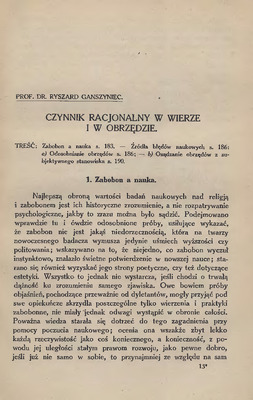 PROF. DR. RYSZARD GANSZYNIEC.
CZYNNIK RACJONALNY W WIERZE
I W OBRZĘDZIE.
TREŚĆ: Zabobon a nauka s. 183. — Źródła błędów naukowych s. 186:
a) Odosobnianie obrzędów s. 186; — b) Osądzanie obrzędów z su-
bjektywnego stanowiska s. 190.
1. Zabobon a nauka.
Najlepszą obroną wartości badań naukowych nad religją
i zabobonem jest ich historyczne zrozumienie, a nie rozpatrywanie
psychologiczne, jakby to zrazu można było sądzić. Podejmowano
wprawdzie tu i ówdzie odosobnione próby, usiłujące wykazać,
że zabobon nie jest jakąś niedorzecznością, która na twarzy
nowoczesnego badacza wymusza jedynie uśmiech wyższości czy
politowania; wskazywano na to, że niejedno, co zabobon wyczuł
instyktowo, znalazło świetne potwierdzenie w nowszej nauce; sta-
rano się również wyzyskać jego strony poetyczne, czy też dotyczące
estetyki. Wszystko to jednak nie wystarcza, jeśli chodzi o trwałą
dążność ku zrozumieniu samego zjawiska. Owe bowiem próby
objaśnień, pochodzące przeważnie od dyletantów, mogły przyjąć pod
swe opiekuńcze skrzydła poszczególne tylko wierzenia i praktyki
zabobonne, nie miały jednak odwagi wystąpić w obronie całości.
Poważna wiedza starała się dotrzeć do tego zagadnienia przy
pomocy poczucia naukowego; ocenia ona wszakże zbyt lekko
każdą rzeczywistość jako coś koniecznego, a konieczność, z po-
wodu jej uległości stałym prawom rozwoju, jako pewne dobro,
jeśli już nie samo w sobie, to przynajmniej ze względu na sam
13*